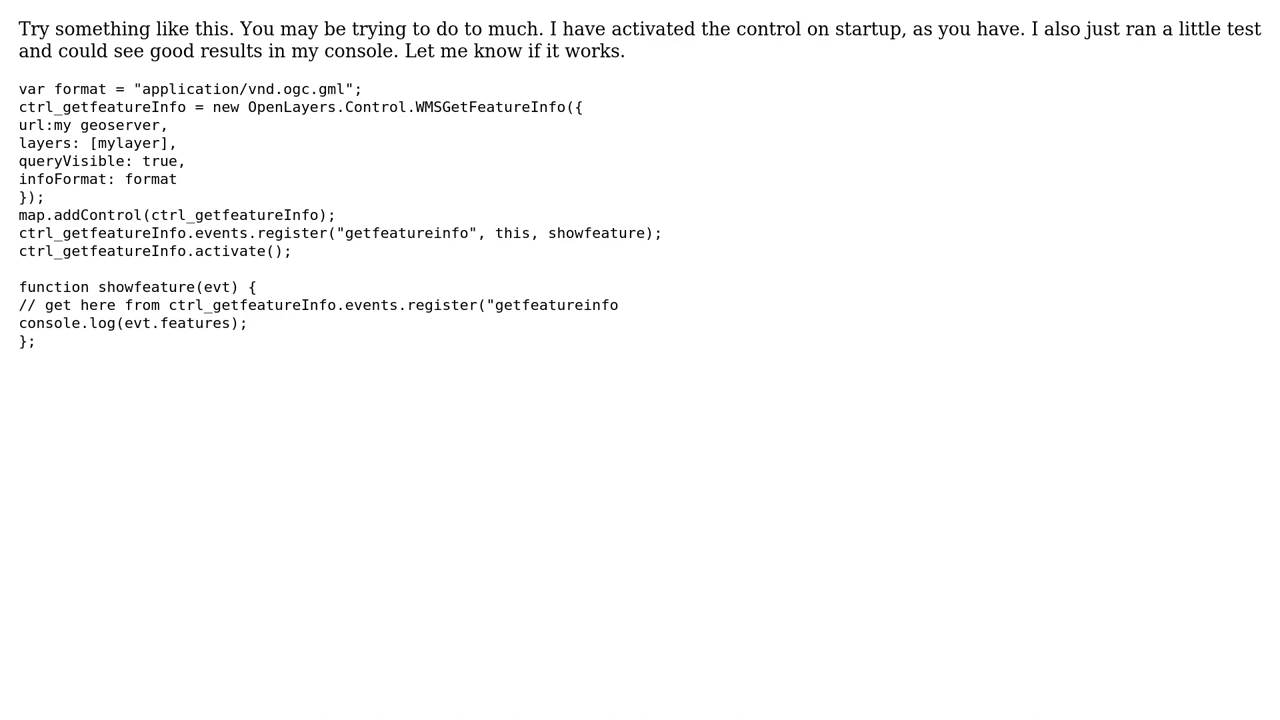 Try something like this. You may be trying to do to much. I have activated the control on startup, as you have. I also just ran a little test
and could see good results in my console. Let me know if it works.
var format = "application/vnd.ogc.gml";
ctrl_getfeatureInfo = new OpenLayers.Control.WMSGetFeatureInfo({
url:my geoserver,
layers: [mylayer],
queryVisible: true,
infoFormat: format
});
map.addControl(ctrl_getfeatureInfo);
ctrl_getfeatureInfo.events.register("getfeatureinfo", this, showfeature);
ctrl_getfeatureInfo.activate();

function showfeature(evt) {
// get here from ctrl_getfeatureInfo.events.register("getfeatureinfo
console.log(evt.features);
};